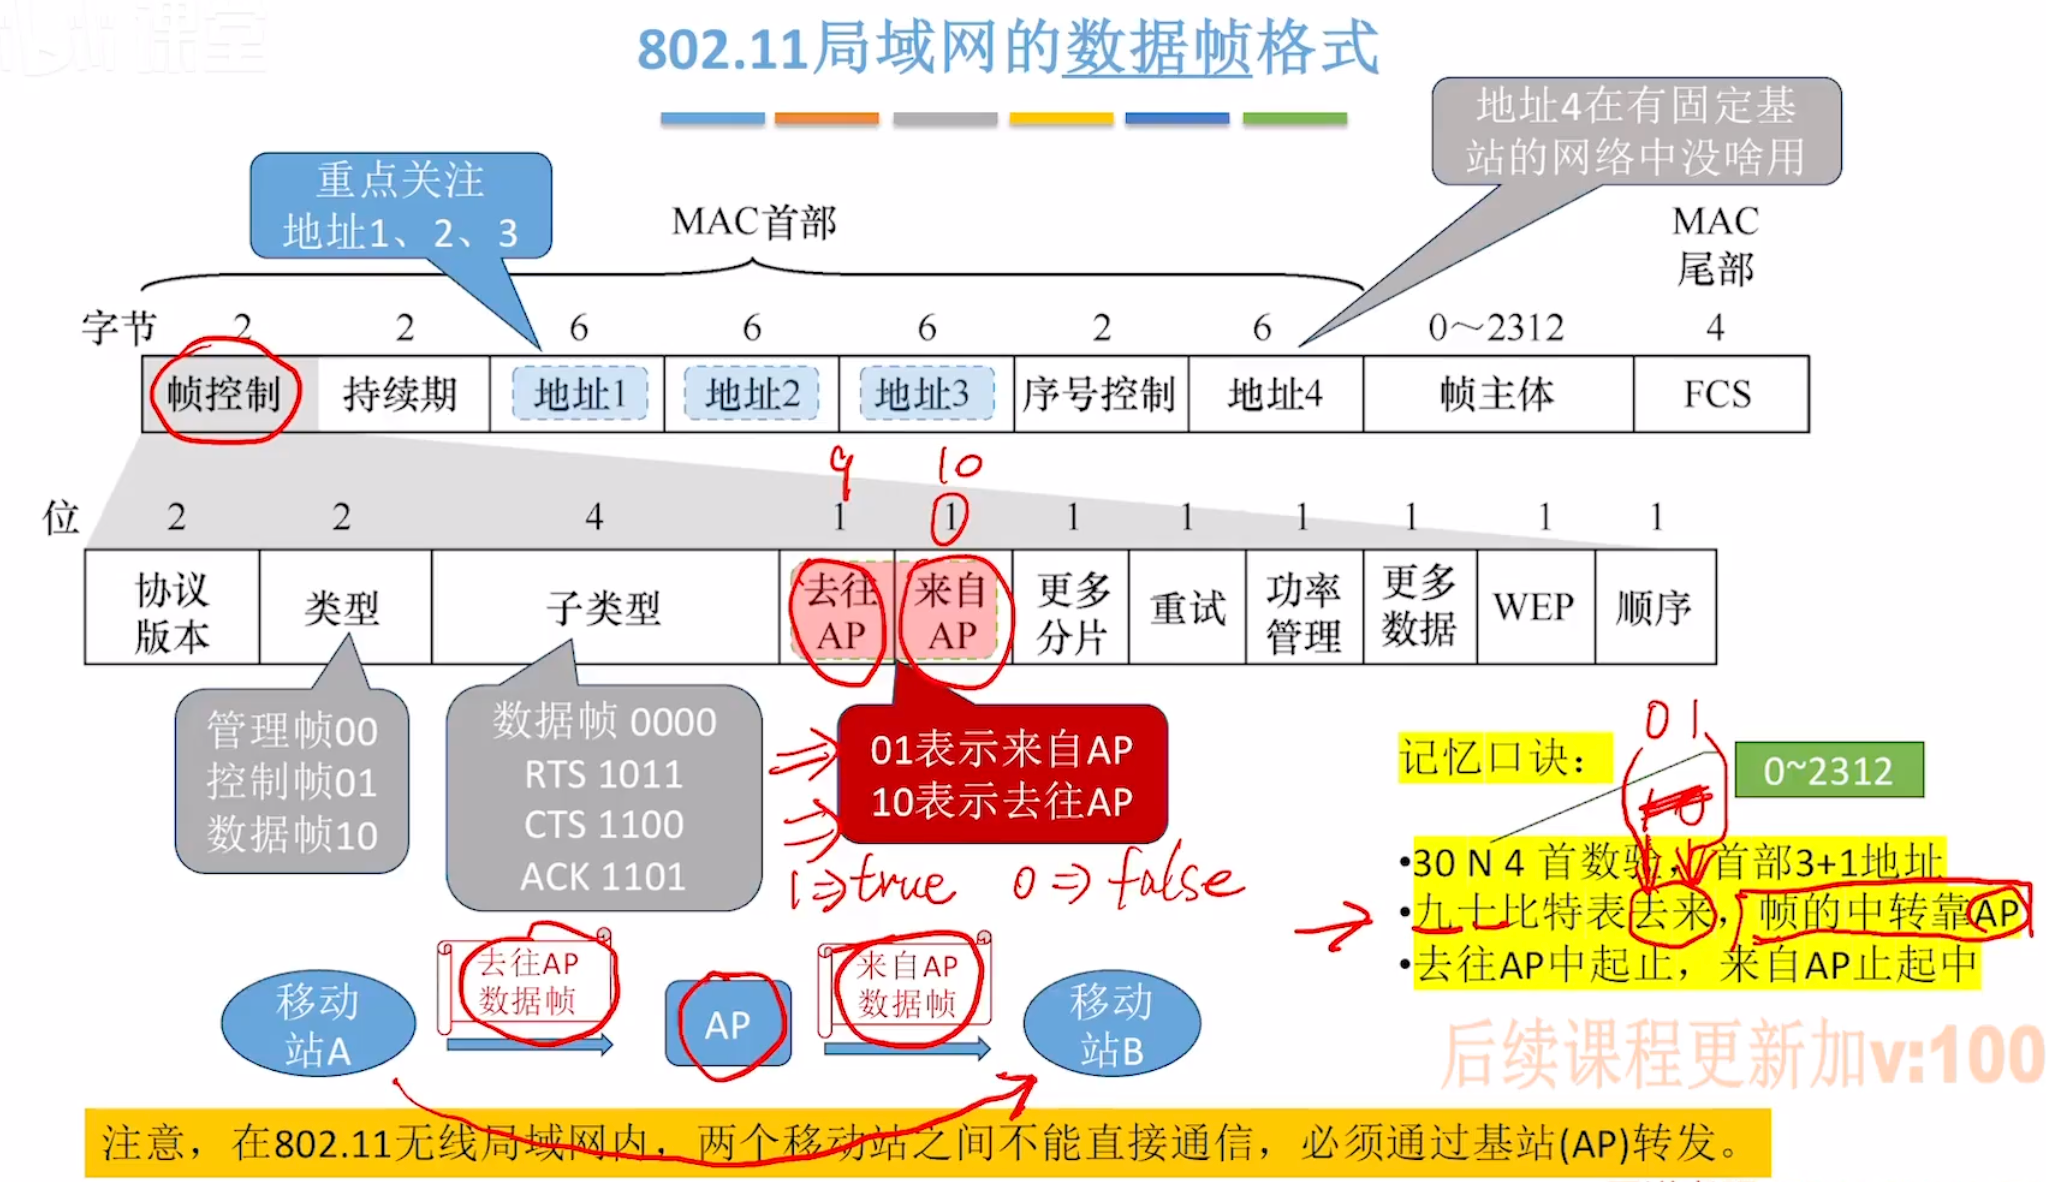 课堂
802.11局域网的数据帧格式
地址4在有固定基
站的网络中没啥用
重点关注
地址1、2、3
MAC首部
MAC
尾部
字节 2 2 6 6 6 2 6 0～2312 4
帧控制 持续期 地址1 地址2 地址3 序号控制 地址4 帧主体 FCS
9 10
位 2 2 4 1 1 1 1 1 1 1 1
协议
版本
类型
子类型
去往
AP
来自
AP
更多
分片
重试
功率
管理
更多
数据
WEP
顺序
管理帧00
控制帧01
数据帧10
数据帧 0000
RTS 1011
CTS 1100
ACK 1101
01表示来自AP
10表示去往AP
1⇒true 0⇒false
01
记忆口诀：
0~2312
•30 N 4 首数验，首部3+1地址
•九十比特表去来，帧的中转靠AP
•去往AP中起止，来自AP止起中
移动
站A
去往AP
数据帧
AP
来自AP
数据帧
移动
站B
后续课程更新加v:100
注意，在802.11无线局域网内，两个移动站之间不能直接通信，必须通过基站(AP)转发。